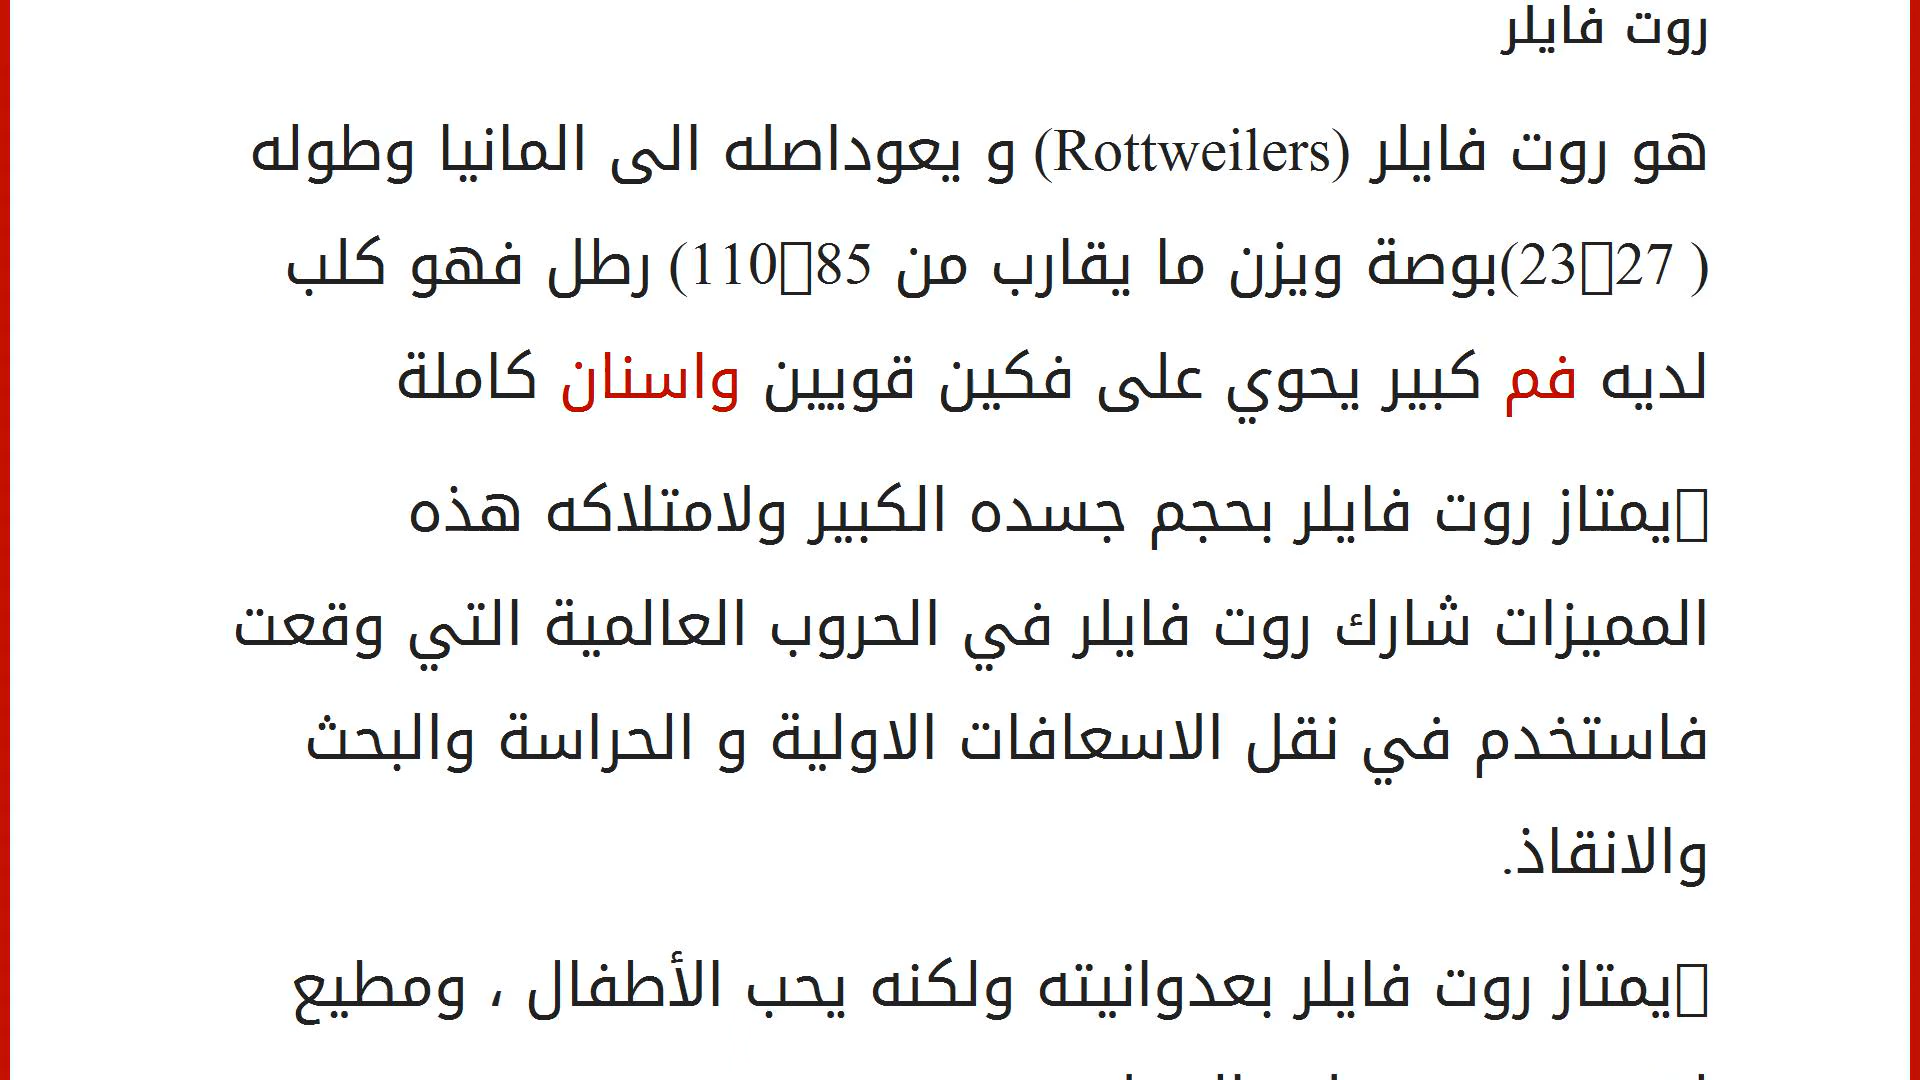 روت فايلر
هو روت فايلر (Rottweilers) و يعوداصله الى المانيا وطوله
( 27▯23)بوصة ويزن ما يقارب من 85▯110) رطل فهو كلب
لديه فم كبير يحوي على فكين قويين واسنان كاملة
▯يمتاز روت فايلر بحجم جسده الكبير ولامتلاكه هذه
المميزات شارك روت فايلر في الحروب العالمية التي وقعت
فاستخدم في نقل الاسعافات الاولية و الحراسة والبحث
والانقاذ.
▯يمتاز روت فايلر بعدوانيته ولكنه يحب الأطفال ، ومطيع